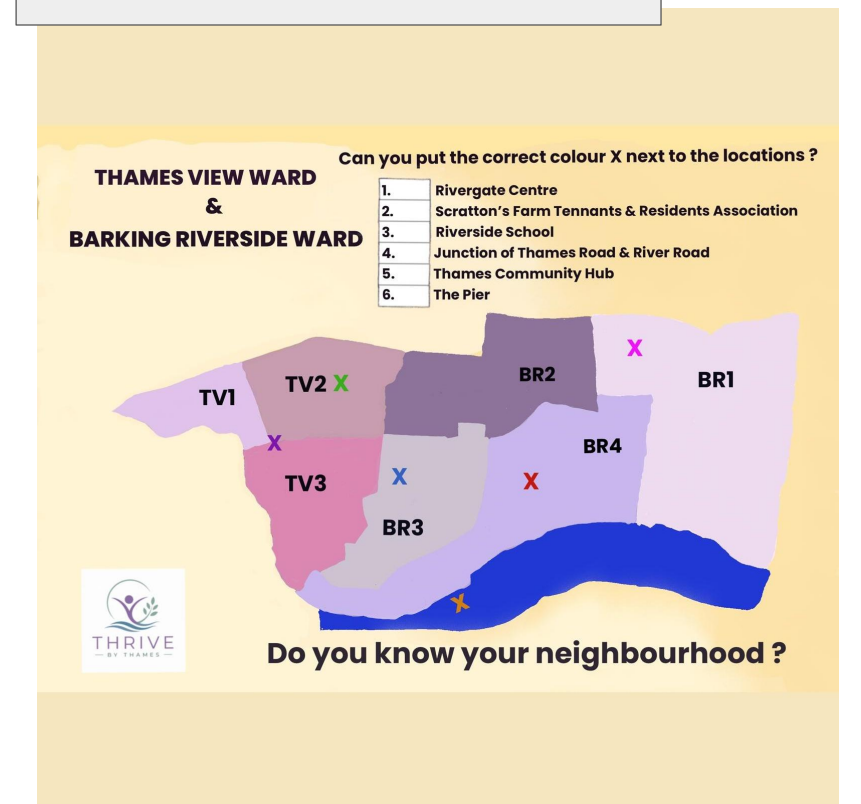 Can you put the correct colour X next to the locations ?
THAMES VIEW WARD
&
BARKING RIVERSIDE WARD
1. Rivergate Centre
2. Scratton's Farm Tennants & Residents Association
3. Riverside School
4. Junction of Thames Road & River Road
5. Thames Community Hub
6. The Pier
X
BR2
BR1
TV2 X
TV1
X
BR4
TV3
X
X
BR3
X
THRIVE
— BY THAMES —
Do you know your neighbourhood ?